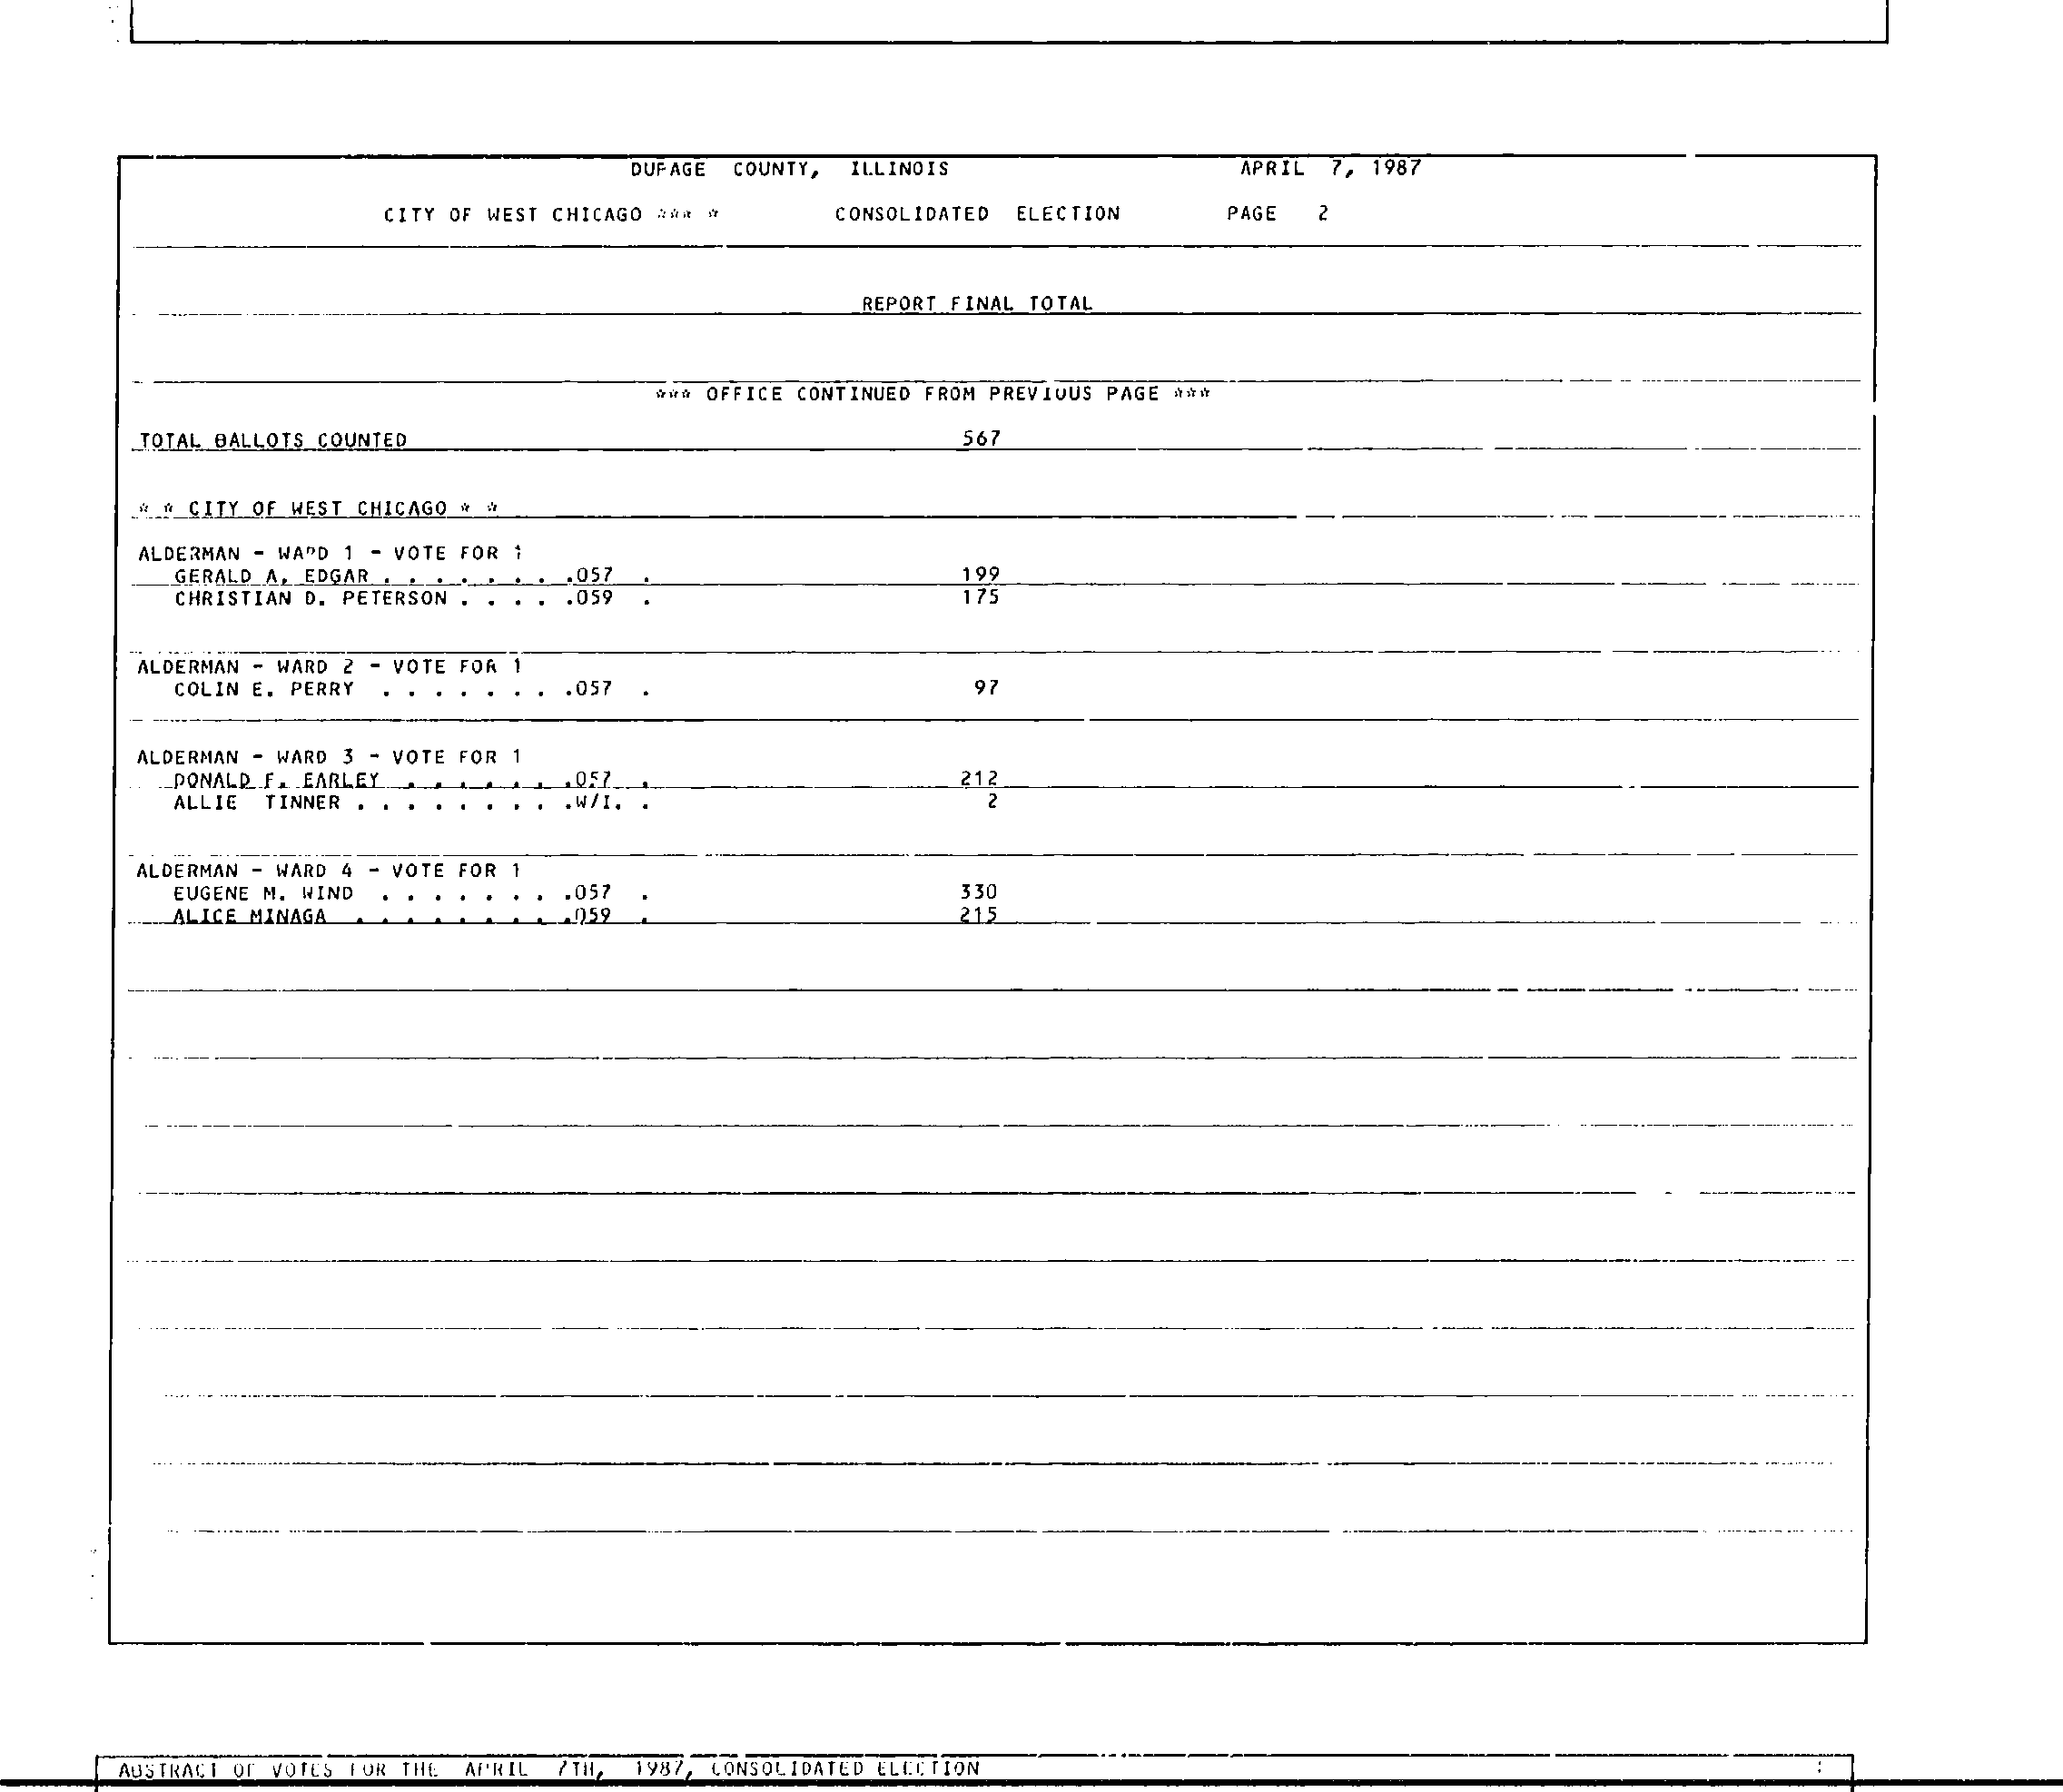 DUPAGE COUNTY, ILLINOIS APRIL 7, 1987
CITY OF WEST CHICAGO *** * CONSOLIDATED ELECTION PAGE 2
REPORT FINAL TOTAL
*** OFFICE CONTINUED FROM PREVIOUS PAGE ***
TOTAL BALLOTS COUNTED 567
* * CITY OF WEST CHICAGO * *
ALDERMAN - WARD 1 - VOTE FOR 1
GERALD A. EDGAR . . . . . . . .057 . 199
CHRISTIAN D. PETERSON . . . . .059 . 175
ALDERMAN - WARD 2 - VOTE FOR 1
COLIN E. PERRY . . . . . . . .057 . 97
ALDERMAN - WARD 3 - VOTE FOR 1
DONALD F. EARLEY . . . . . . .057 . 212
ALLIE TINNER . . . . . . . . .W/I. . 2
ALDERMAN - WARD 4 - VOTE FOR 1
EUGENE M. WIND . . . . . . . .057 . 330
ALICE MINAGA . . . . . . . . .059 . 215
ABSTRACT OF VOTES FOR THE APRIL 7TH, 1987, CONSOLIDATED ELECTION